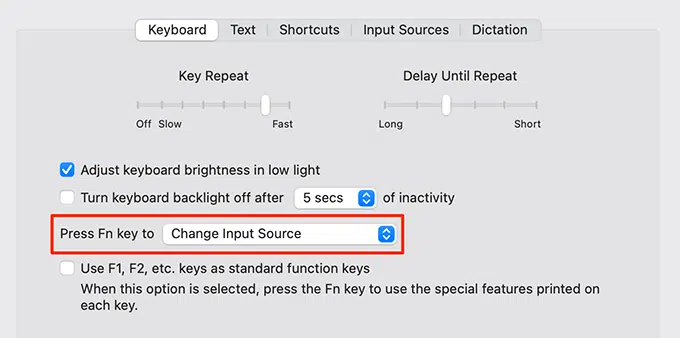 Keyboard Text Shortcuts Input Sources Dictation
Key Repeat Delay Until Repeat
Off Slow Fast Long Short
Adjust keyboard brightness in low light
Turn keyboard backlight off after 5 secs of inactivity
Press Fn key to Change Input Source
Use F1, F2, etc. keys as standard function keys
When this option is selected, press the Fn key to use the special features printed on
each key.